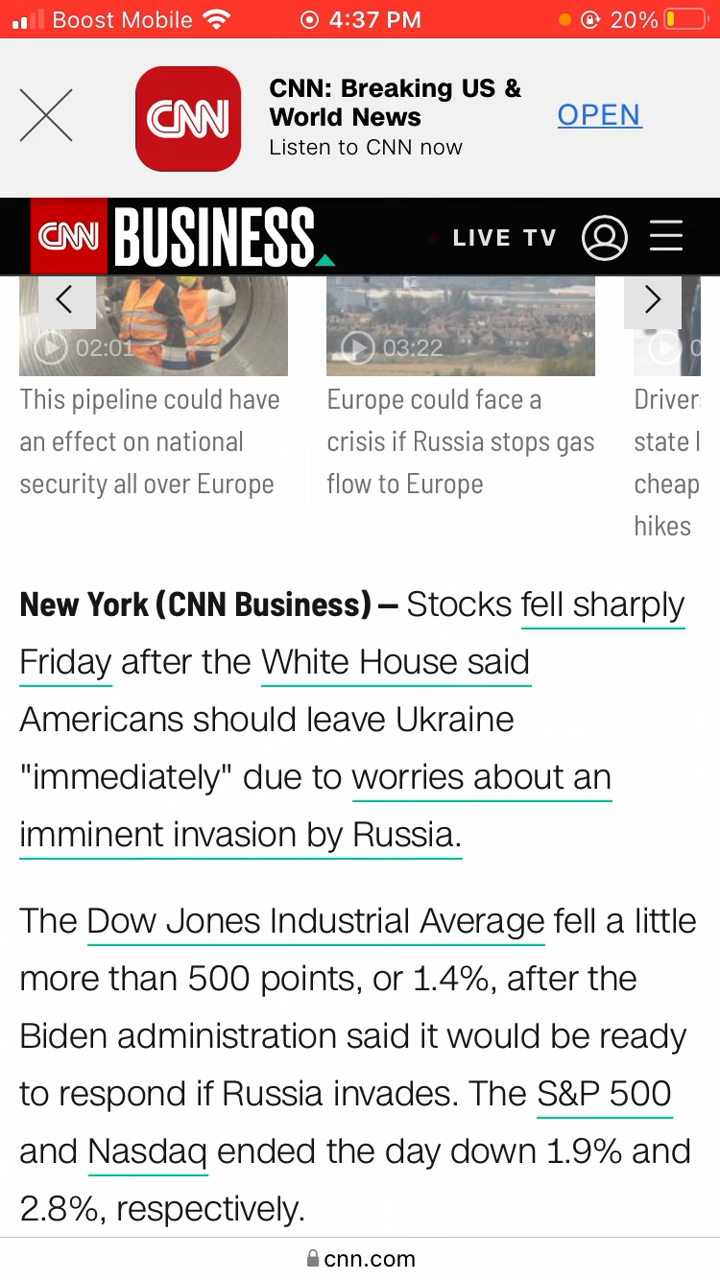 Boost Mobile 4:37 PM 20%
CNN CNN: Breaking US &
World News
Listen to CNN now
OPEN
CNN BUSINESS LIVE TV
02:01 03:22 0
This pipeline could have
an effect on national
security all over Europe
Europe could face a
crisis if Russia stops gas
flow to Europe
Driver
state l
cheap
hikes
New York (CNN Business) — Stocks fell sharply
Friday after the White House said
Americans should leave Ukraine
"immediately" due to worries about an
imminent invasion by Russia.
The Dow Jones Industrial Average fell a little
more than 500 points, or 1.4%, after the
Biden administration said it would be ready
to respond if Russia invades. The S&P 500
and Nasdaq ended the day down 1.9% and
2.8%, respectively.
cnn.com